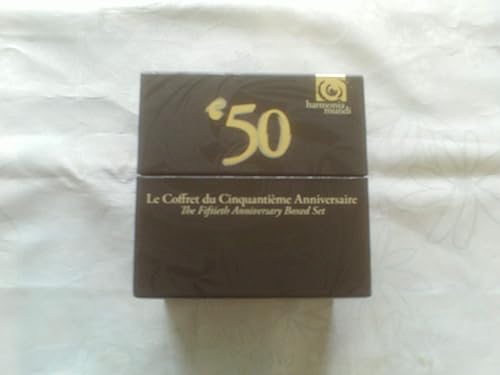 harmonia
mundi
'50
Le Coffret du Cinquantième Anniversaire
The Fiftieth Anniversary Boxed Set